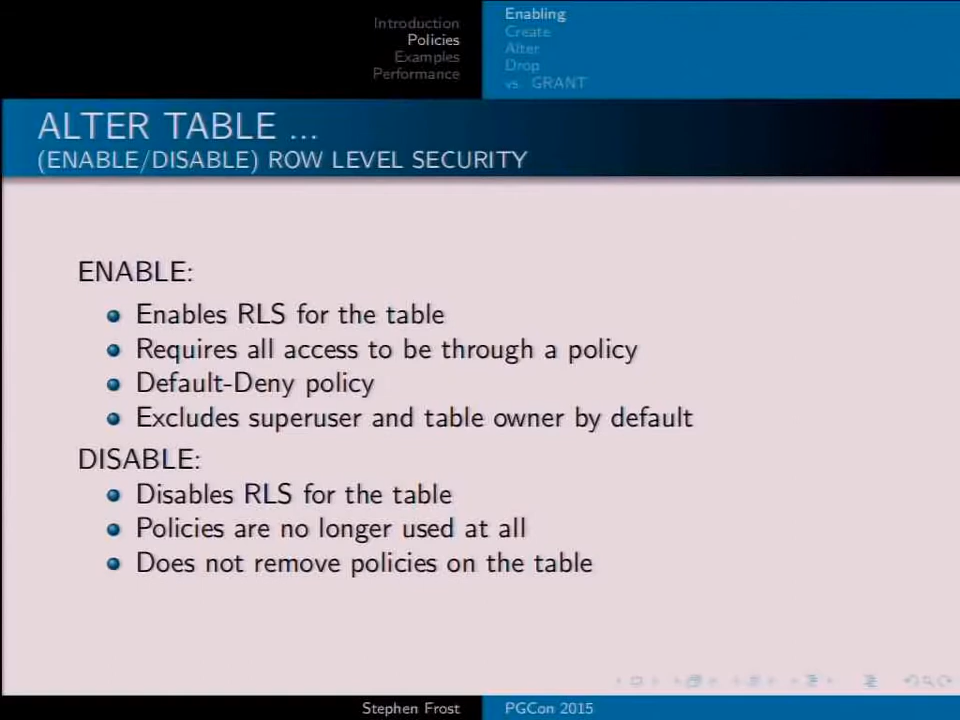 Introduction
Policies
Examples
Performance
Enabling
Create
Alter
Drop
vs. GRANT
ALTER TABLE ...
(ENABLE/DISABLE) ROW LEVEL SECURITY
ENABLE:
Enables RLS for the table
Requires all access to be through a policy
Default-Deny policy
Excludes superuser and table owner by default
DISABLE:
Disables RLS for the table
Policies are no longer used at all
Does not remove policies on the table
Stephen Frost
PGCon 2015